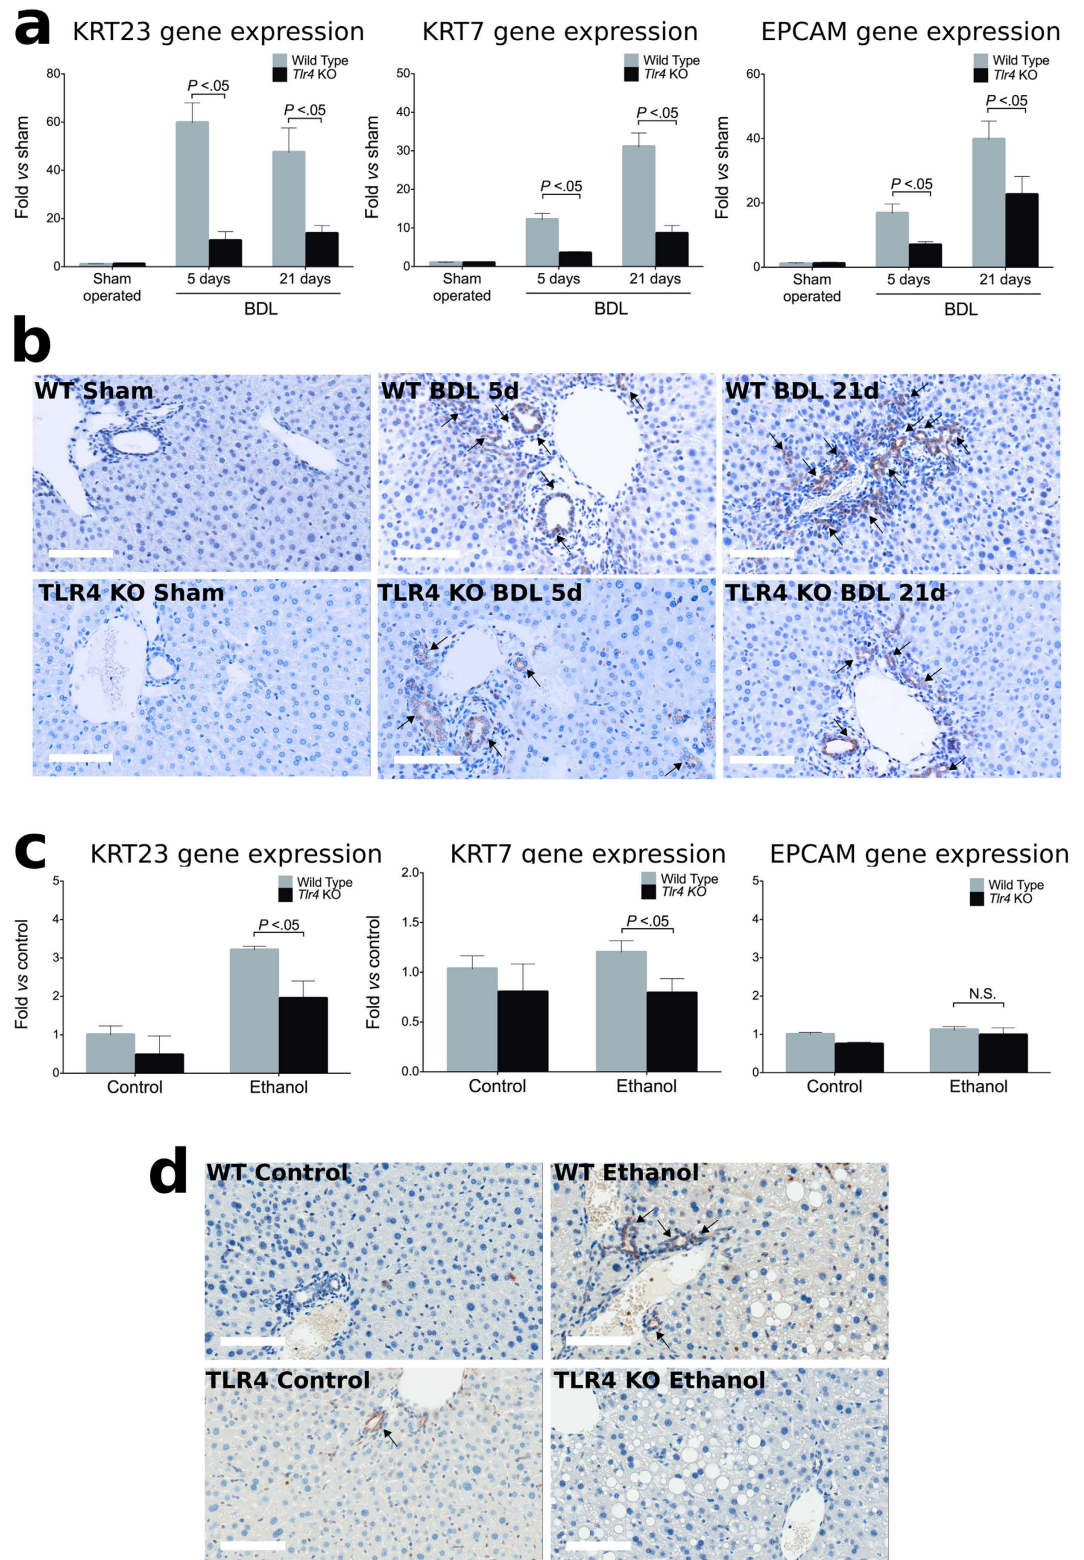 a
KRT23 gene expression
KRT7 gene expression
EPCAM gene expression
Wild Type
Tlr4 KO
Wild Type
Tlr4 KO
Wild Type
Tlr4 KO
Fold vs sham
80
60
40
20
0
P <.05
P <.05
Sham operated
5 days
21 days
BDL
Fold vs sham
50
40
30
20
10
0
P <.05
P <.05
Sham operated
5 days
21 days
BDL
Fold vs sham
60
40
20
0
P <.05
P <.05
Sham operated
5 days
21 days
BDL
b
WT Sham
WT BDL 5d
WT BDL 21d
TLR4 KO Sham
TLR4 KO BDL 5d
TLR4 KO BDL 21d
c
KRT23 gene expression
KRT7 gene expression
EPCAM gene expression
Wild Type
Tlr4 KO
Wild Type
Tlr4 KO
Wild Type
Tlr4 KO
Fold vs control
5
4
3
2
1
0
P <.05
Control
Ethanol
Fold vs control
2.0
1.5
1.0
0.5
0.0
P <.05
Control
Ethanol
5
4
3
2
1
0
N.S.
Control
Ethanol
d
WT Control
WT Ethanol
TLR4 Control
TLR4 KO Ethanol